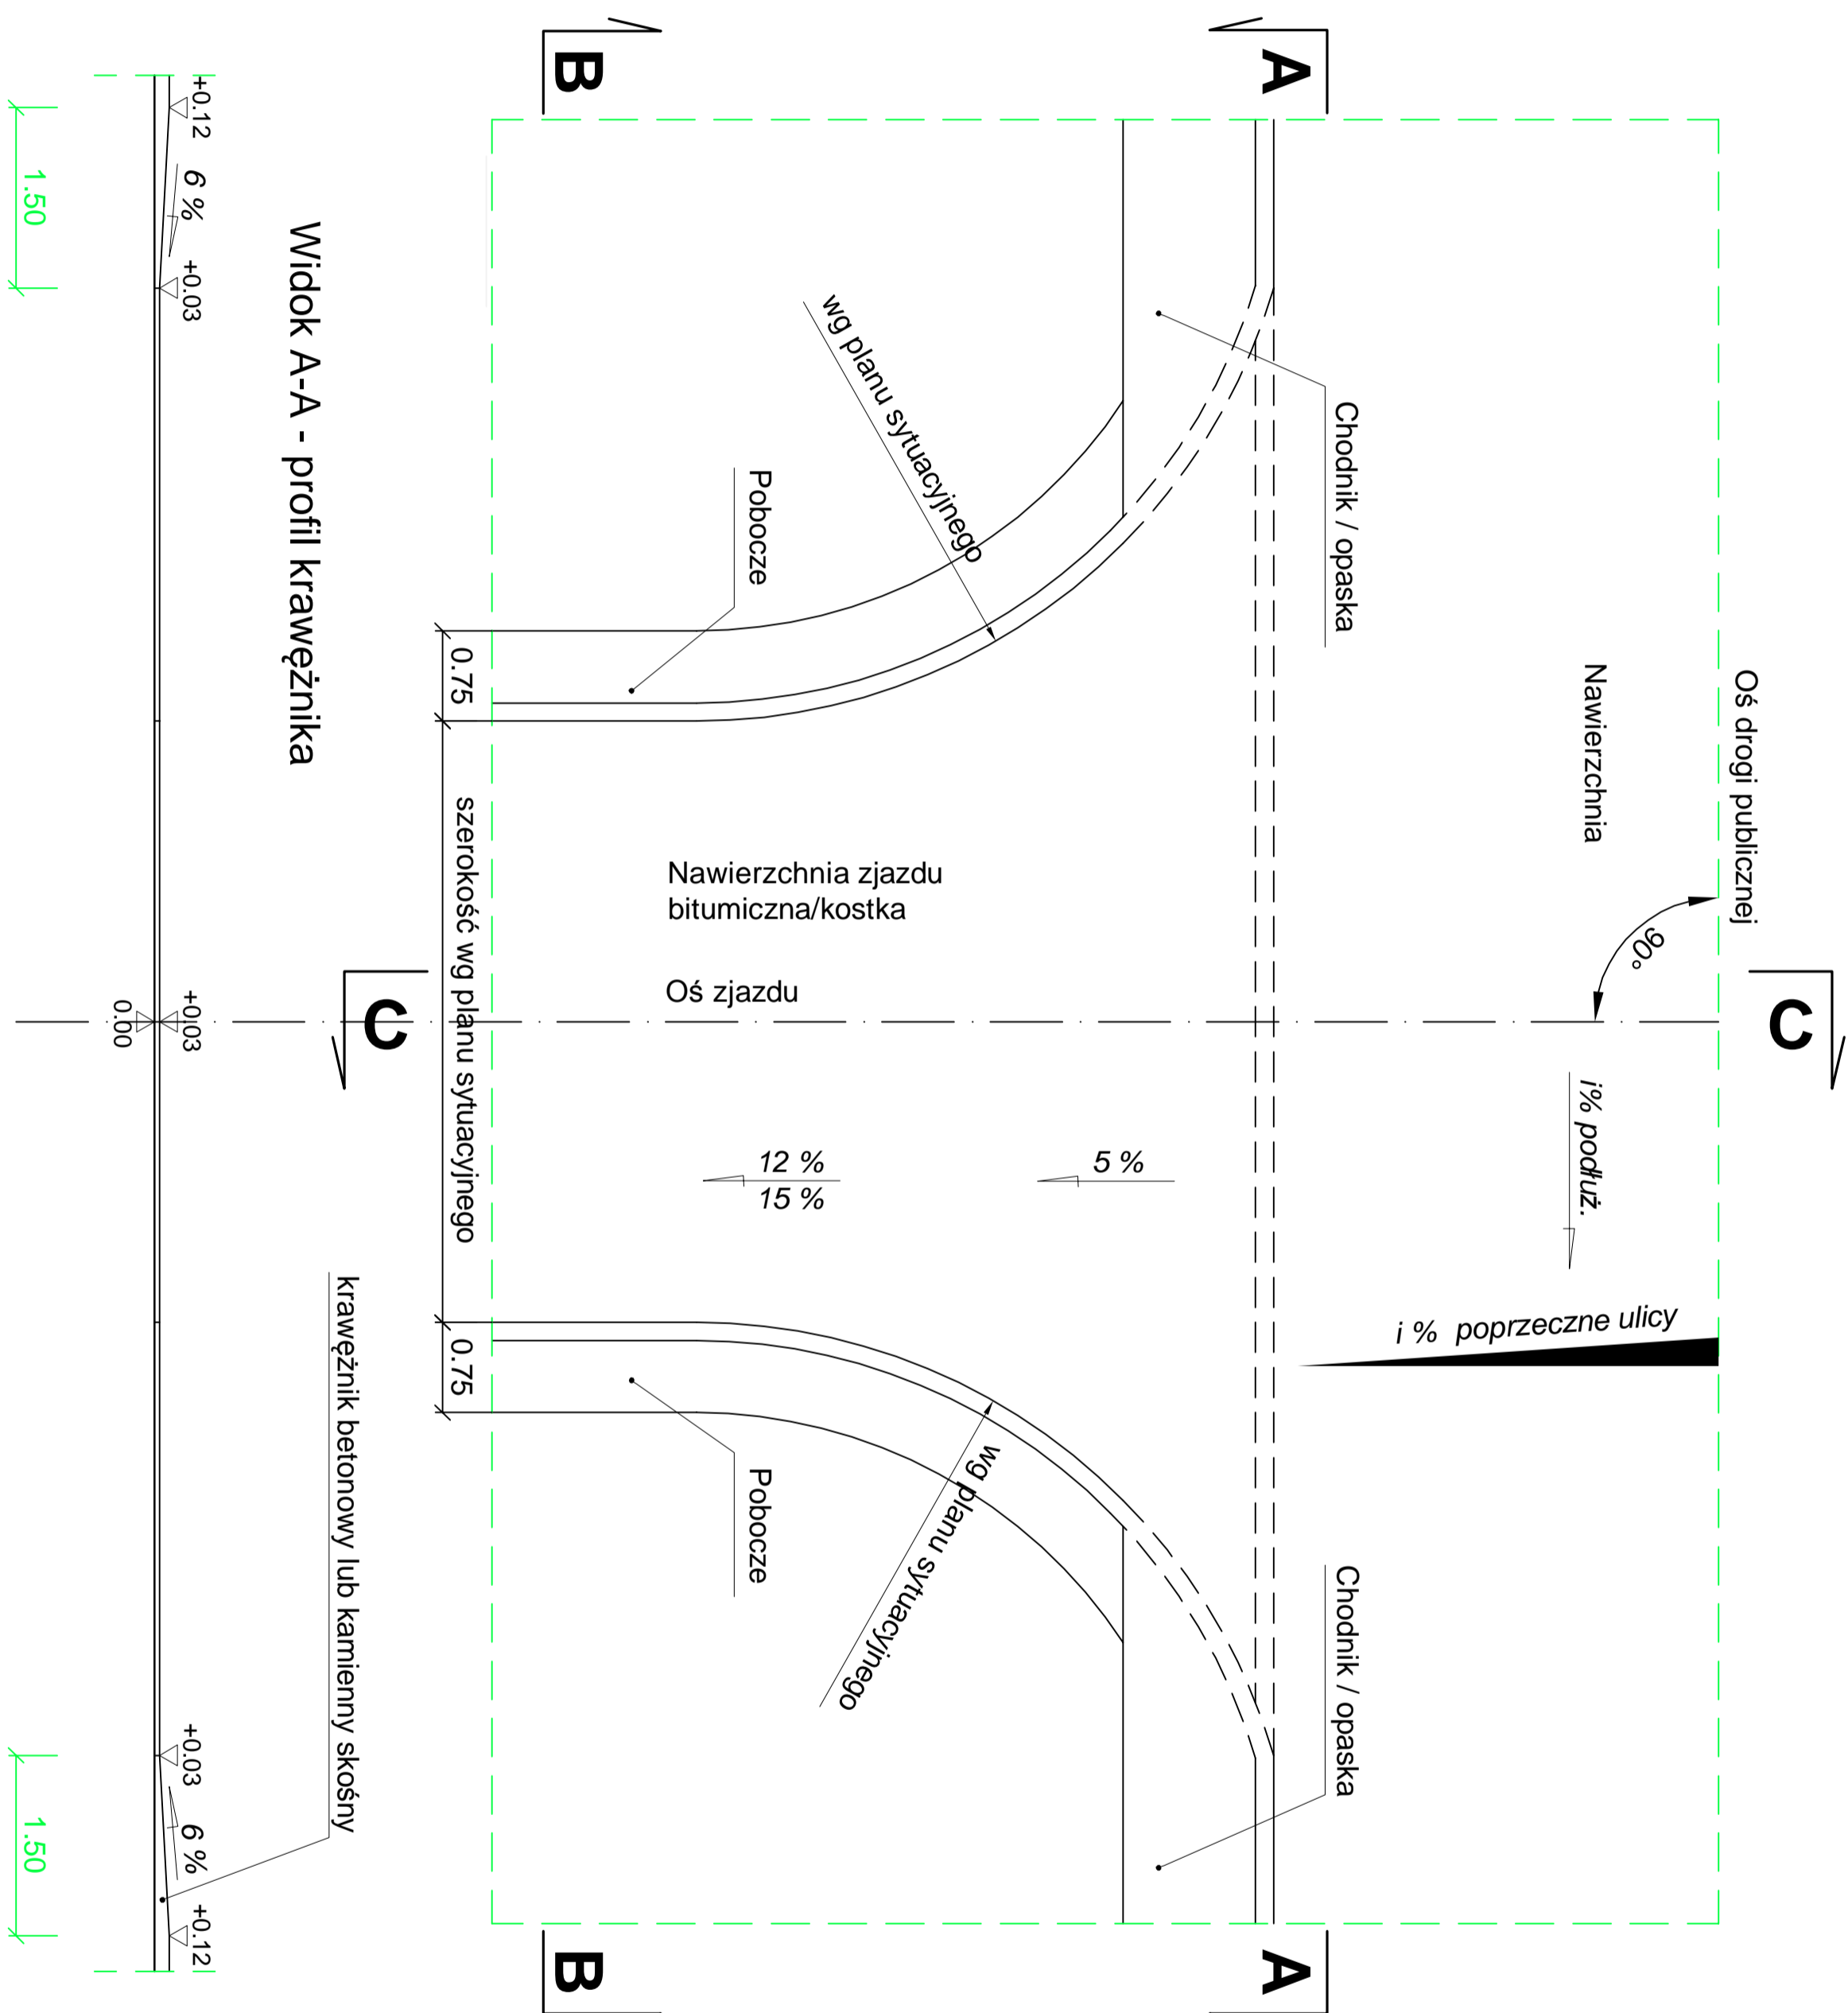 Oś drogi publicznej
C
Nawierzchnia
90°
i% podłuż.
i % poprzeczne ulicy
A
Chodnik / opaska
Chodnik / opaska
A
wg planu sytuacyjnego
Pobocze
Nawierzchnia zjazdu
bitumiczna/kostka
Oś zjazdu
5 %
12 %
15 %
wg planu sytuacyjnego
Pobocze
B
B
0.75
szerokość wg planu sytuacyjnego
0.75
C
Widok A-A - profil krawężnika
krawężnik betonowy lub kamienny skośny
+0.12
6 %
+0.03
+0.03
0.00
+0.03
6 %
+0.12
1.50
1.50